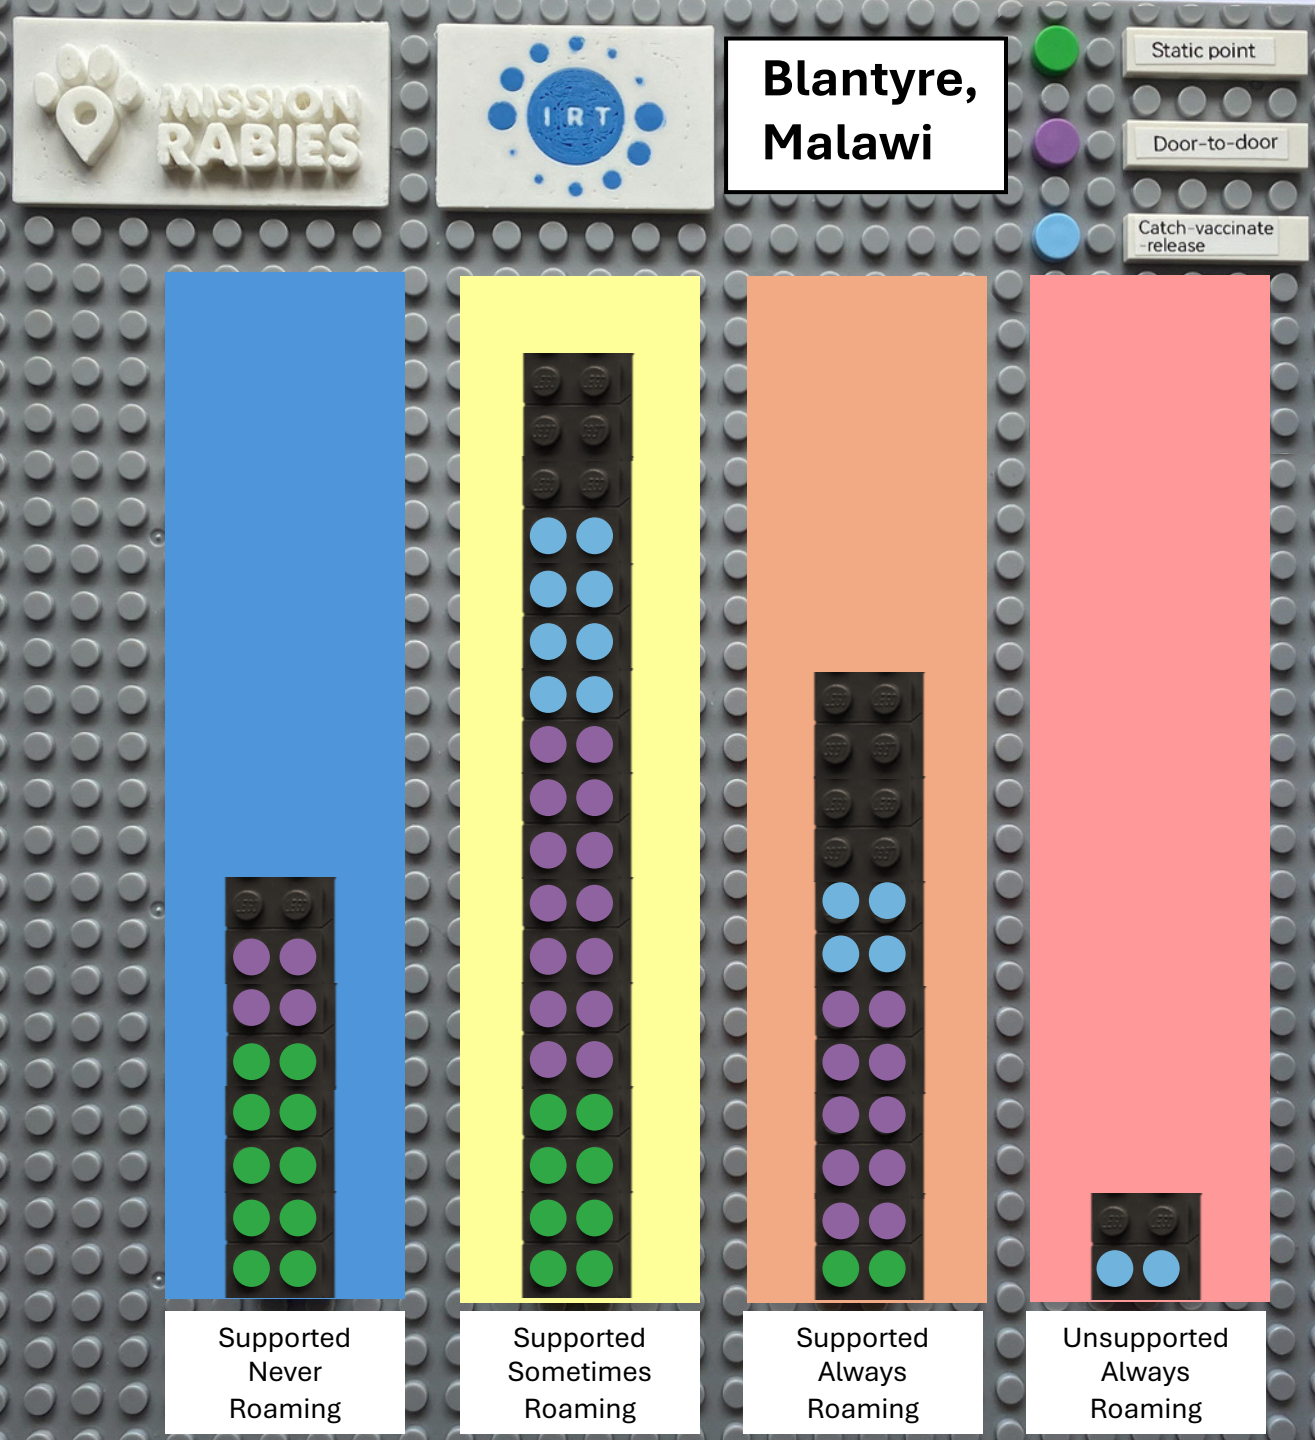 MISSION
RABIES
IRT
Blantyre,
Malawi
Static point
Door-to-door
Catch-vaccinate
-release
Supported
Never
Roaming
Supported
Sometimes
Roaming
Supported
Always
Roaming
Unsupported
Always
Roaming